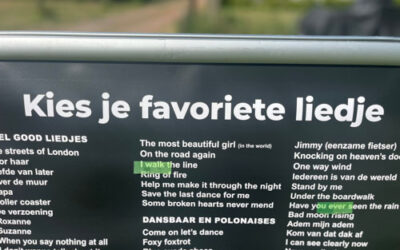 Kies je favoriete liedje
EL GOOD LIEDJES
e streets of London
or haar
efde van later
ver de muur
apa
oller coaster
e verzoening
Roxanne
Suzanne
When you say nothing at all
The most beautiful girl (in the world)
On the road again
I walk the line
Ring of fire
Help me make it through the night
Save the last dance for me
Some broken hearts never mend
DANSBAAR EN POLONAISES
Come on let's dance
Foxy foxtrot
Jimmy (eenzame fietser)
Knocking on heaven's doo
One way wind
Iedereen is van de wereld
Stand by me
Under the boardwalk
Have you ever seen the rain
Bad moon rising
Adem mijn adem
Kom van dat dak af
I can see clearly now